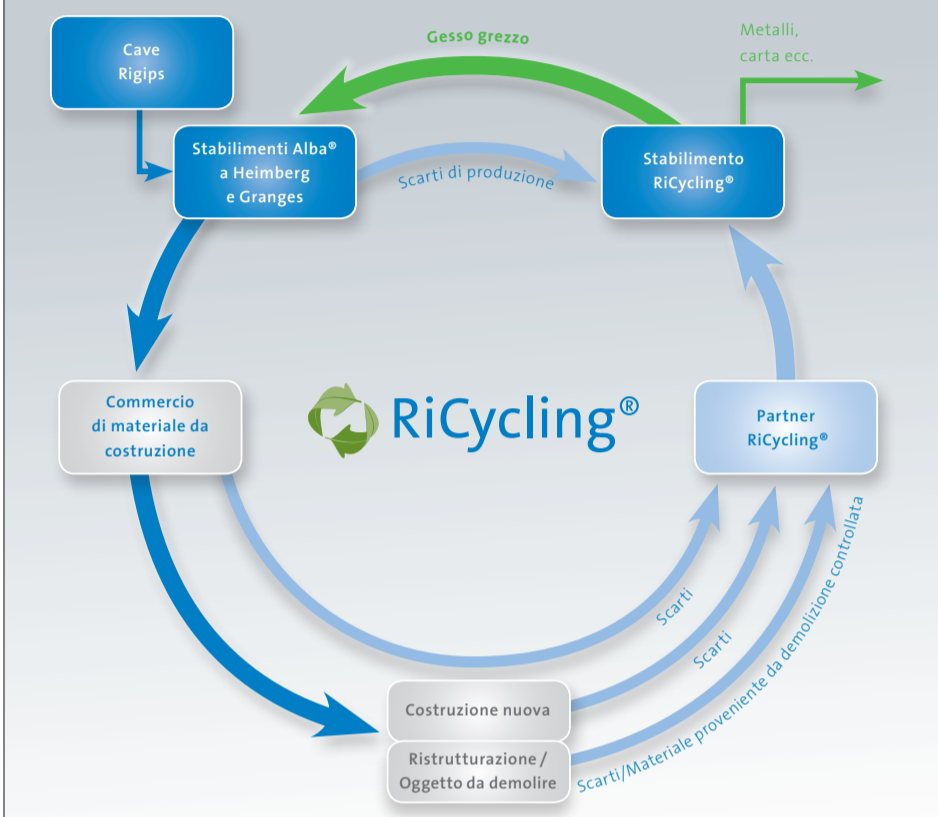 Cave
Rigips
Gesso grezzo
Metalli,
carta ecc.
Stabilimenti Alba®
a Heimberg
e Granges
Scarti di produzione
Stabilimento
RiCycling®
Commercio
di materiale da
costruzione
RiCycling®
Partner
RiCycling®
Scarti
Scarti
Scarti/Materiale proveniente da demolizione controllata
Costruzione nuova
Ristrutturazione /
Oggetto da demolire